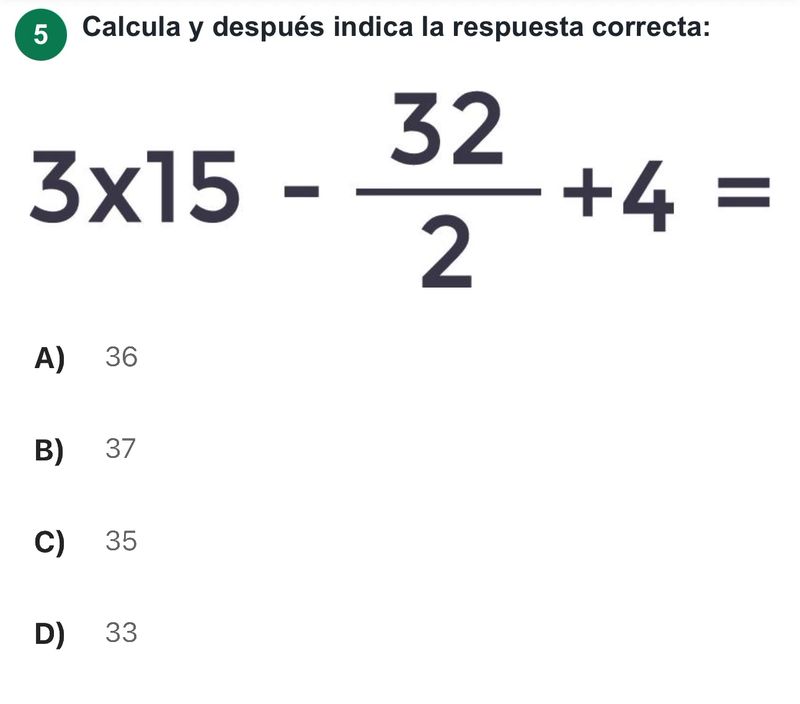 5 Calcula y después indica la respuesta correcta:
3x15 - 32/2 +4 =
A) 36
B) 37
C) 35
D) 33